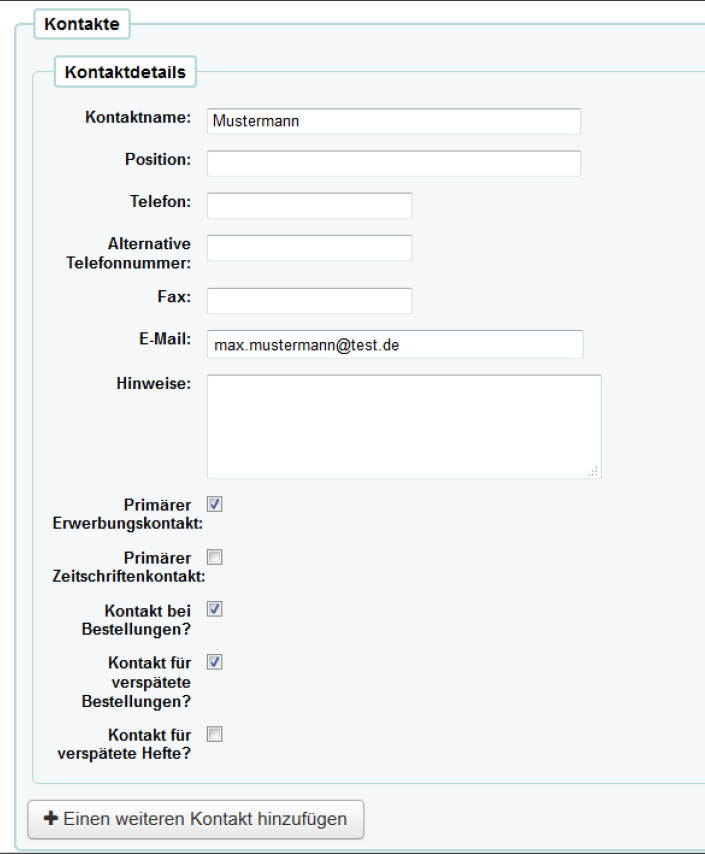 Kontakte
Kontaktdetails
Kontaktname: Mustermann
Position:
Telefon:
Alternative
Telefonnummer:
Fax:
E-Mail: max.mustermann@test.de
Hinweise:
Primärer
Erwerbungskontakt:
Primärer
Zeitschriftenkontakt:
Kontakt bei
Bestellungen?
Kontakt für
verspätete
Bestellungen?
Kontakt für
verspätete Hefte?
+ Einen weiteren Kontakt hinzufügen